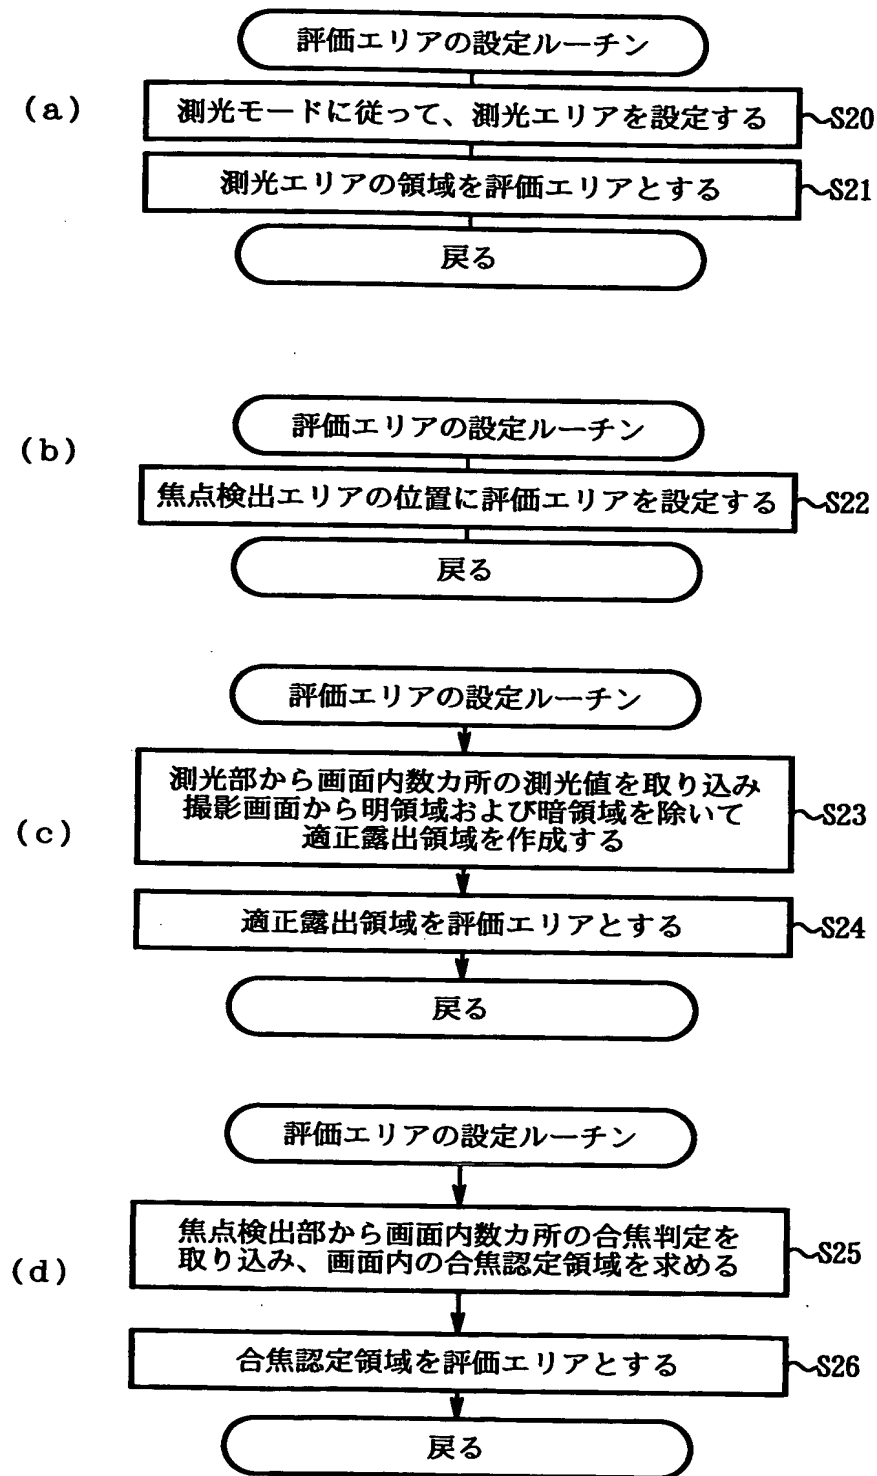 (a)
評価エリアの設定ルーチン
測光モードに従って、測光エリアを設定する
S20
測光エリアの領域を評価エリアとする
S21
戻る
(b)
評価エリアの設定ルーチン
焦点検出エリアの位置に評価エリアを設定する
S22
戻る
(c)
評価エリアの設定ルーチン
測光部から画面内数カ所の測光値を取り込み
撮影画面から明領域および暗領域を除いて
適正露出領域を作成する
S23
適正露出領域を評価エリアとする
S24
戻る
(d)
評価エリアの設定ルーチン
焦点検出部から画面内数カ所の合焦判定を
取り込み、画面内の合焦認定領域を求める
S25
合焦認定領域を評価エリアとする
S26
戻る